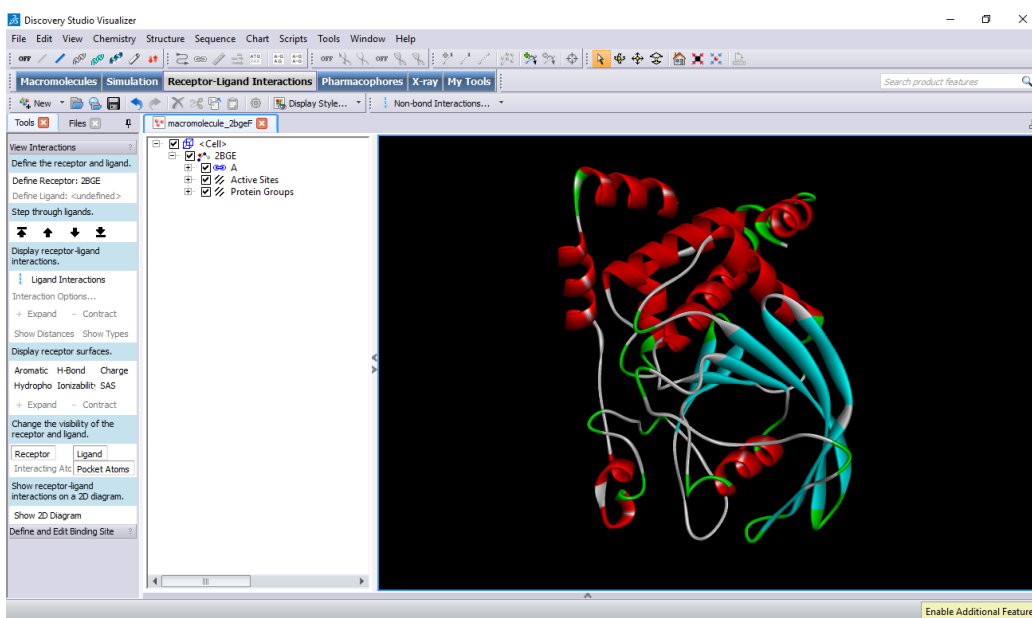 Discovery Studio Visualizer
File Edit View Chemistry Structure Sequence Chart Scripts Tools Window Help
OFF OFF OFF
Macromolecules Simulation Receptor-Ligand Interactions Pharmacophores X-ray My Tools Search product features
New Display Style... Non-bond Interactions...
Tools Files macromolecule_2bgeF
View Interactions ?
Define the receptor and ligand.
Define Receptor: 2BGE
Define Ligand: <undefined>
Step through ligands.
Display receptor-ligand
interactions.
Ligand Interactions
Interaction Options...
+ Expand - Contract
Show Distances Show Types
Display receptor surfaces.
Aromatic H-Bond Charge
Hydropho Ionizability SAS
+ Expand - Contract
Change the visibility of the
receptor and ligand.
Receptor Ligand
Interacting Atc Pocket Atoms
Show receptor-ligand
interactions on a 2D diagram.
Show 2D Diagram
Define and Edit Binding Site ?
<Cell>
2BGE
A
Active Sites
Protein Groups
Enable Additional Feature